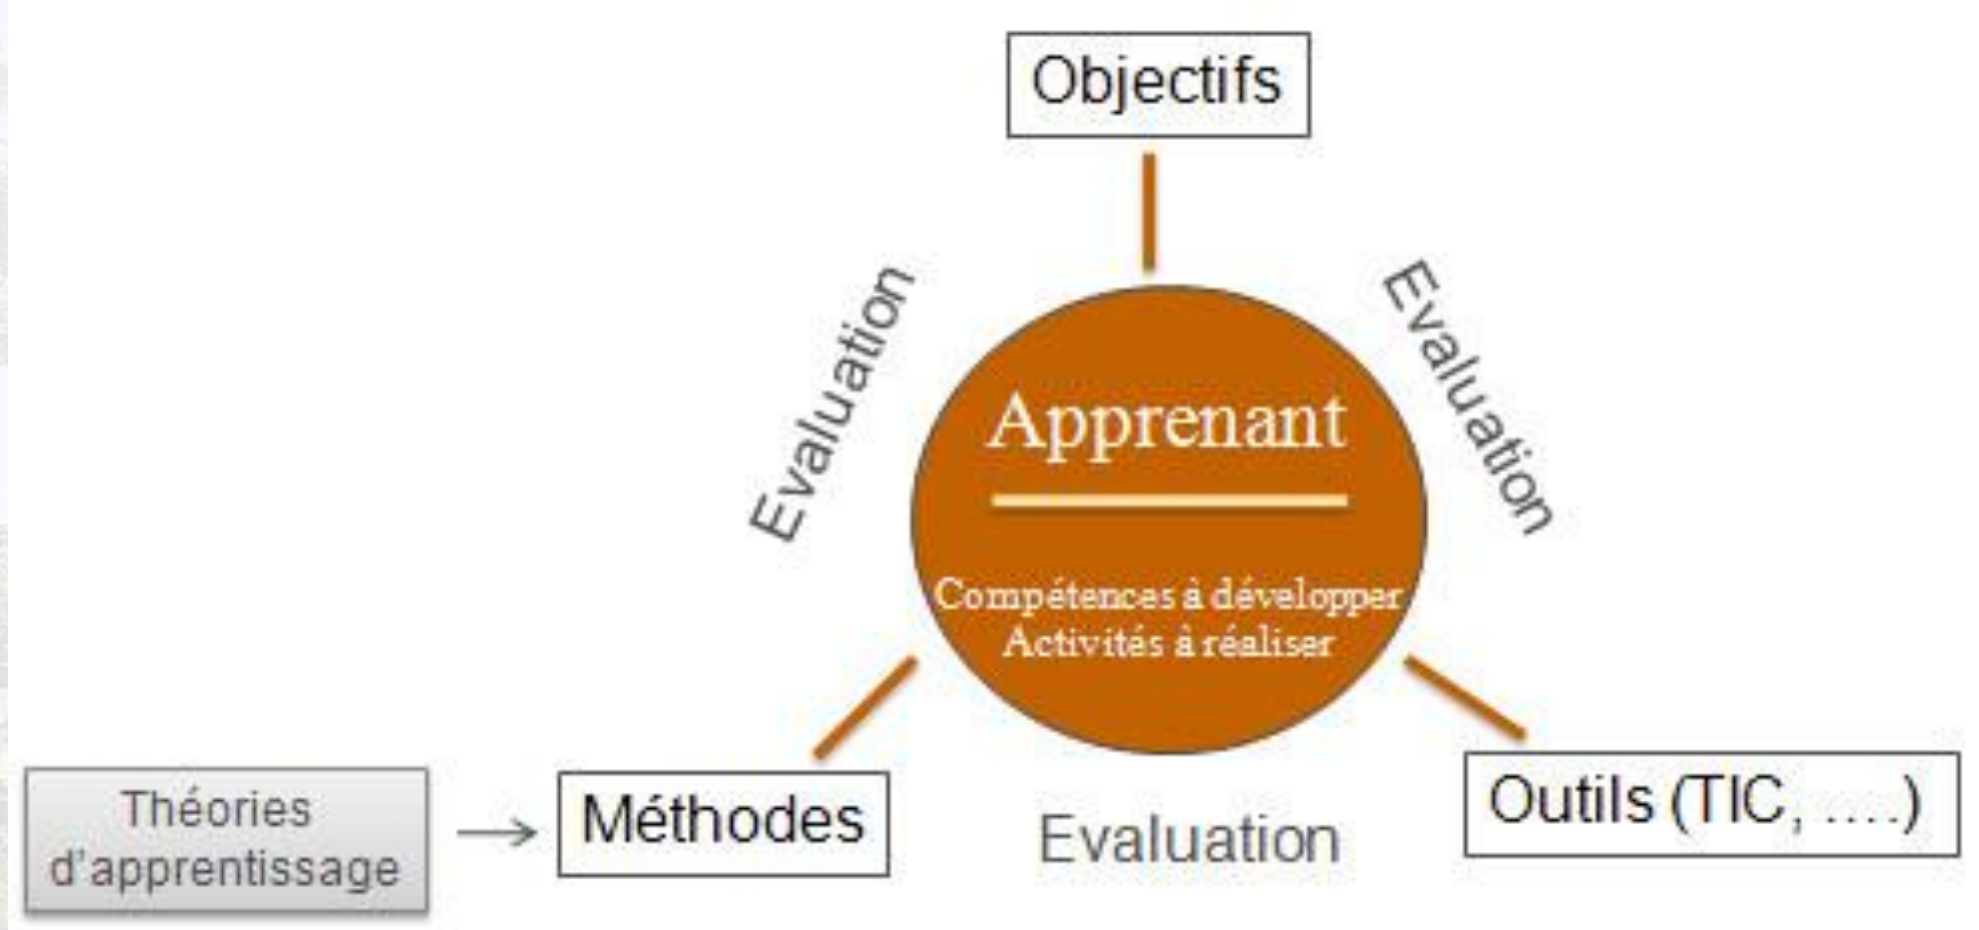 Objectifs
Evaluation
Evaluation
Apprenant
Compétences à développer
Activités à réaliser
Théories
d'apprentissage
Méthodes
Evaluation
Outils (TIC, ....)